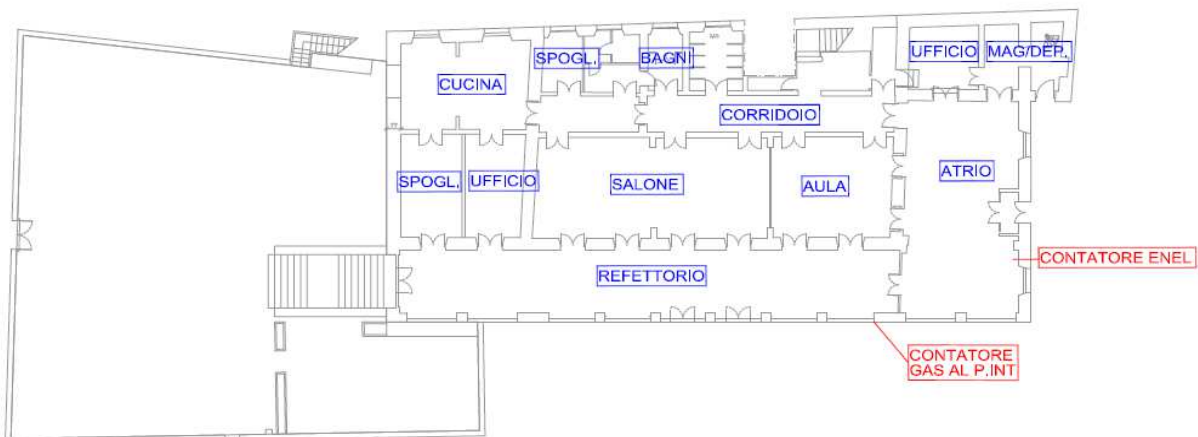 UFFICIO
MAG/DEP.
SPOGL.
BAGNI
CUCINA
CORRIDOIO
ATRIO
SPOGL.
UFFICIO
SALONE
AULA
CONTATORE ENEL
REFETTORIO
CONTATORE
GAS AL P.INT